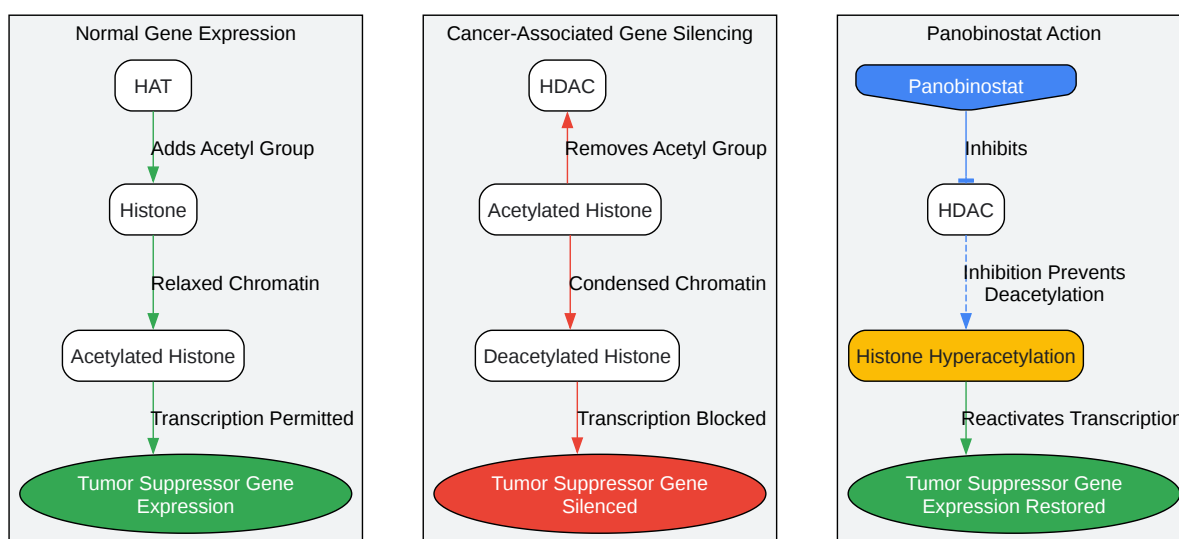 Normal Gene Expression
HAT
Adds Acetyl Group
Histone
Relaxed Chromatin
Acetylated Histone
Transcription Permitted
Tumor Suppressor Gene
Expression
Cancer-Associated Gene Silencing
HDAC
Removes Acetyl Group
Acetylated Histone
Condensed Chromatin
Deacetylated Histone
Transcription Blocked
Tumor Suppressor Gene
Silenced
Panobinostat Action
Panobinostat
Inhibits
HDAC
Inhibition Prevents
Deacetylation
Histone Hyperacetylation
Reactivates Transcription
Tumor Suppressor Gene
Expression Restored